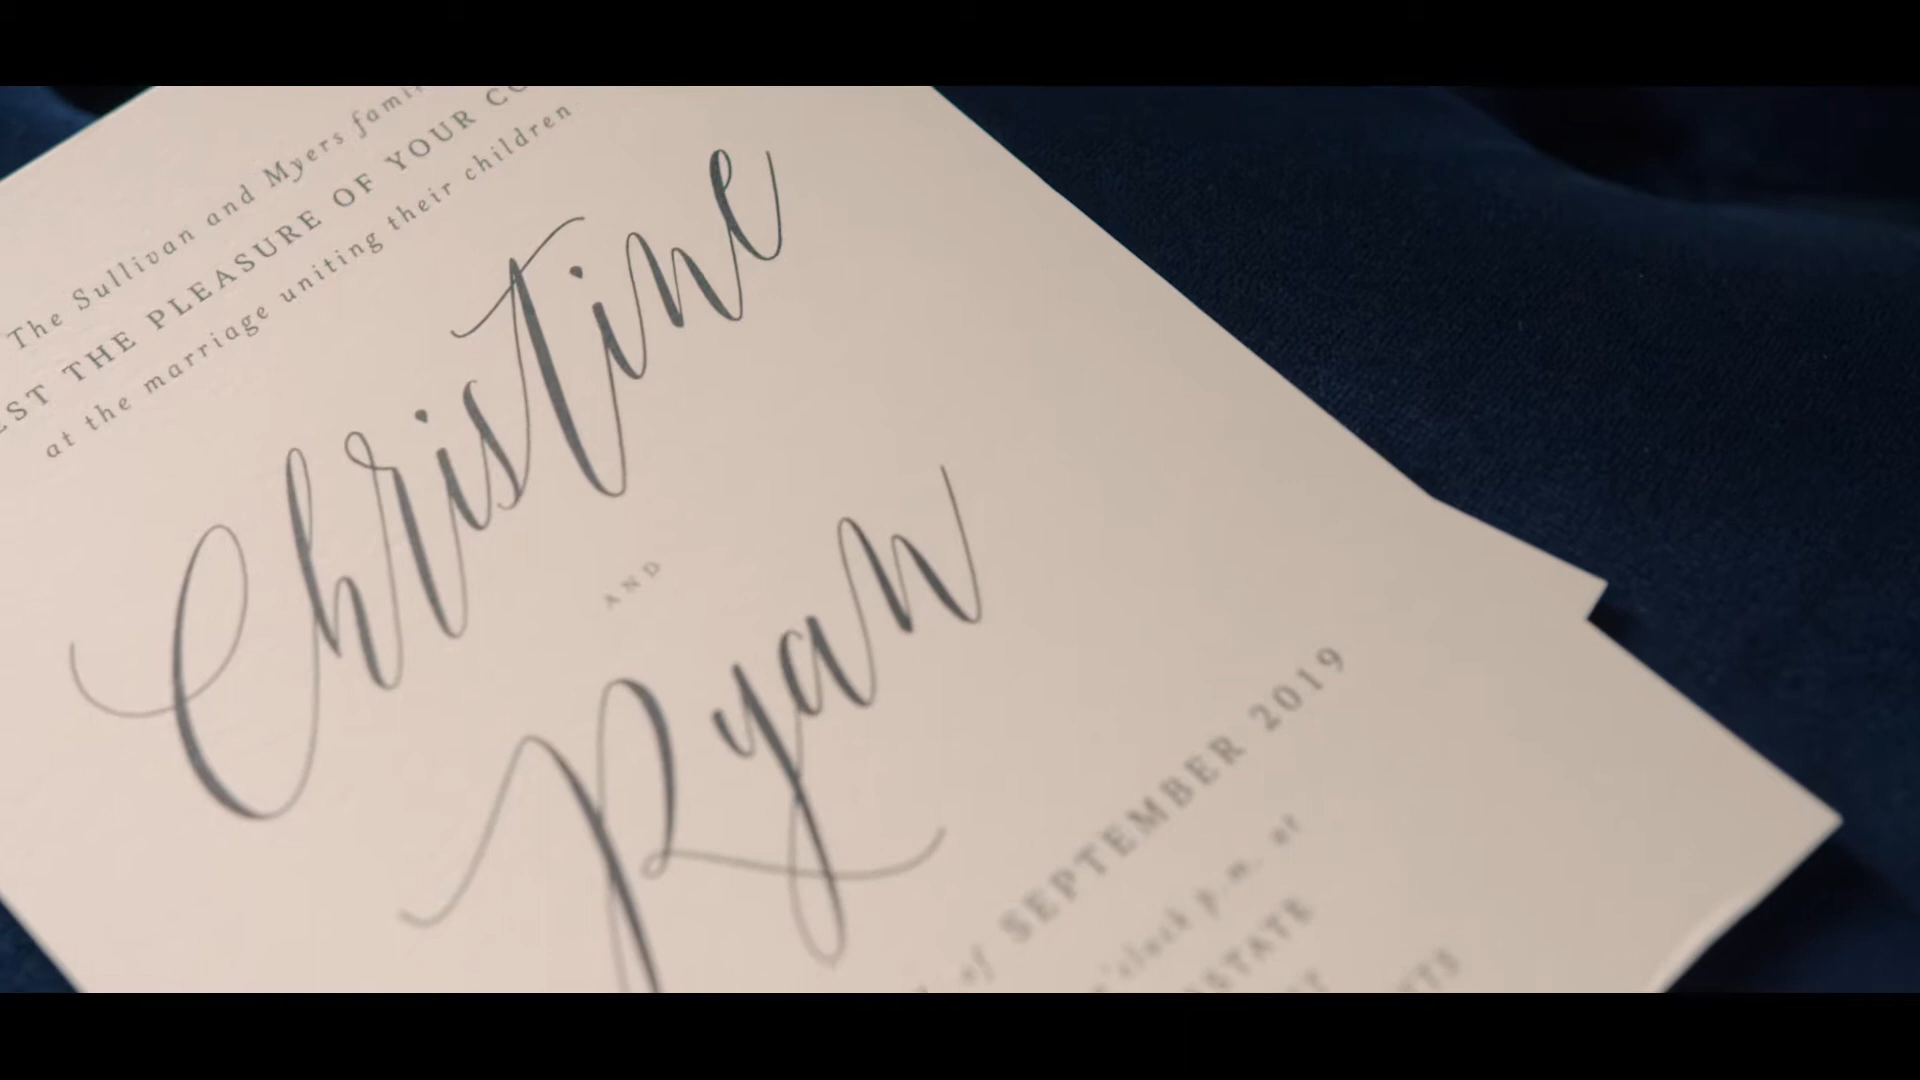 The Sullivan and Myers
THE PLEASURE OF YOUR
at the marriage uniting their children
Christine
AND
Ryan
of SEPTEMBER 2019
p.m. at